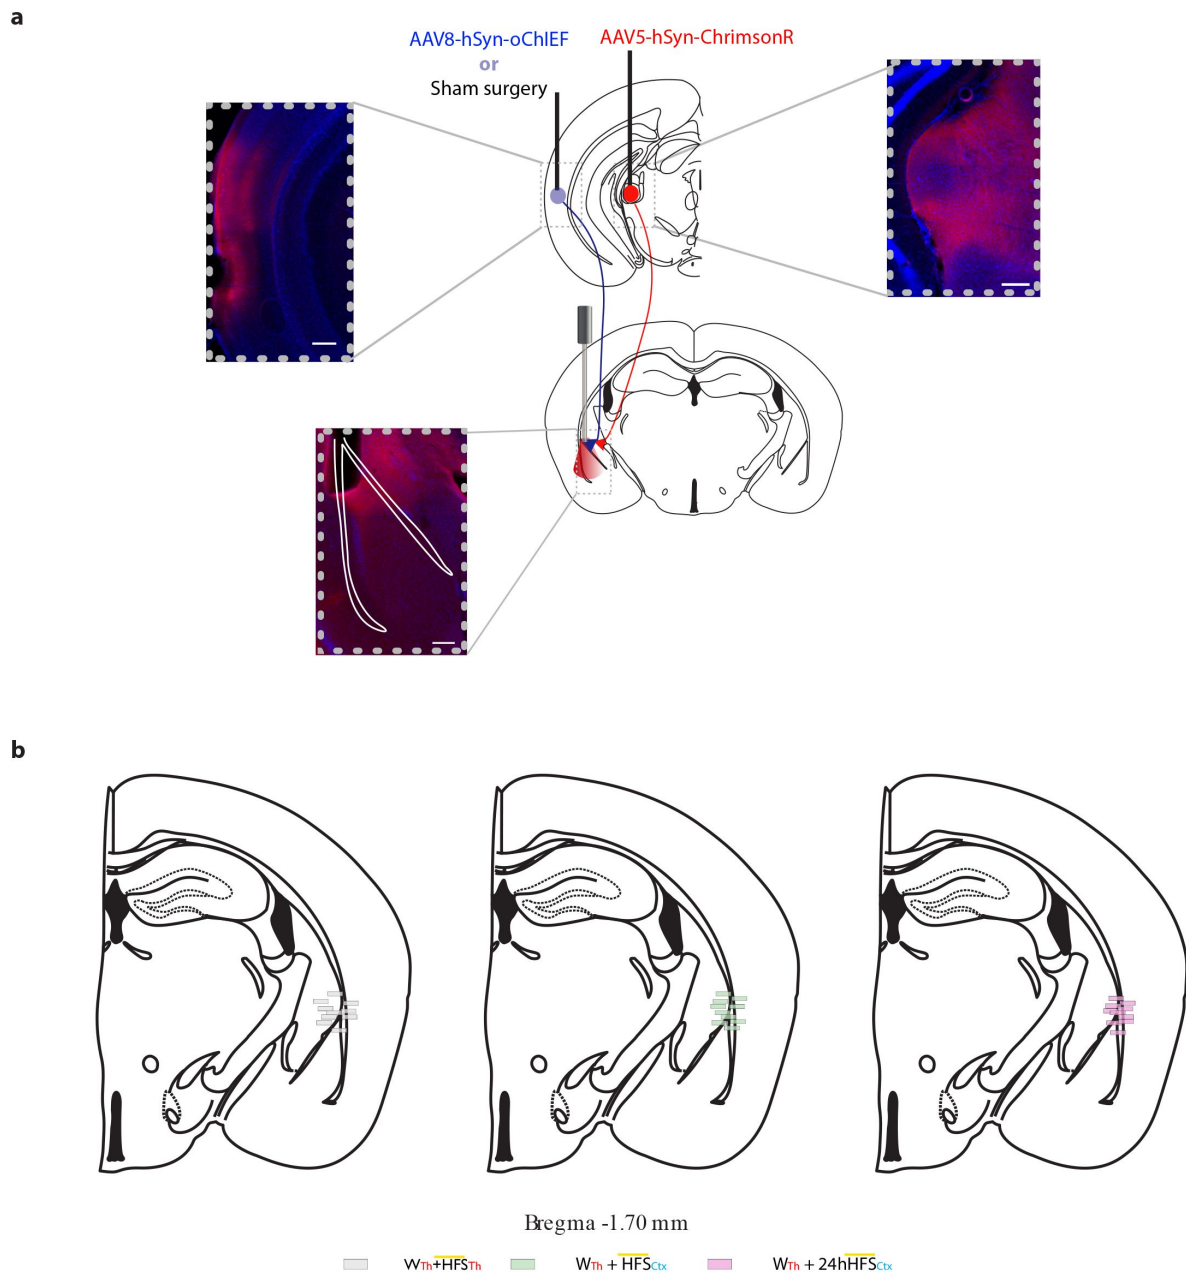 a
AAV8-hSyn-oChIEF
or
Sham surgery
AAV5-hSyn-ChrimsonR
b
Bregma -1.70 mm
WTh+HFSTh
WTh + HFSCtx
WTh + 24hHFSCtx